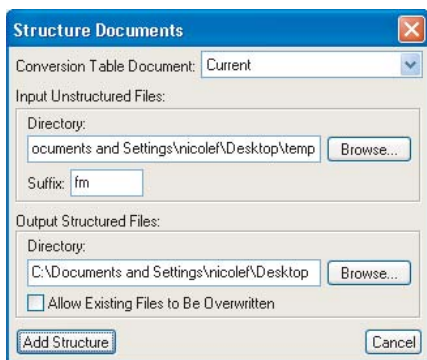 Structure Documents
Conversion Table Document: Current
Input Unstructured Files:
Directory:
ocuments and Settings\nicolef\Desktop\temp Browse...
Suffix: fm
Output Structured Files:
Directory:
C:\Documents and Settings\nicolef\Desktop Browse...
Allow Existing Files to Be Overwritten
Add Structure Cancel